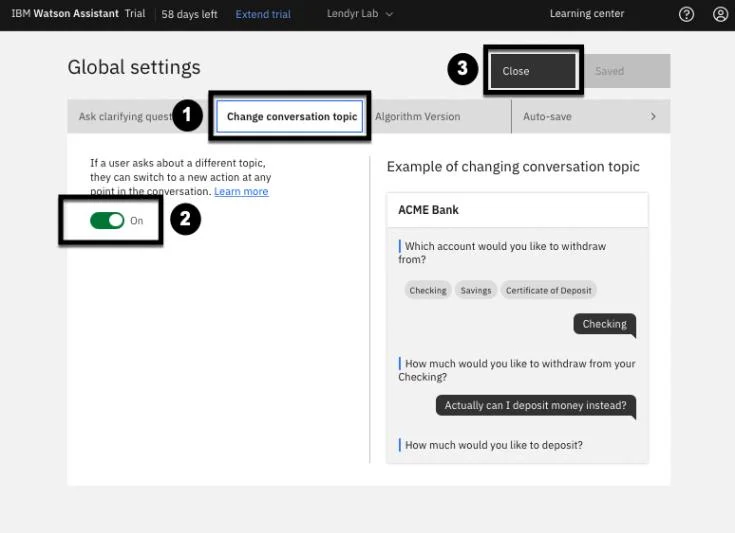 IBM Watson Assistant Trial 58 days left Extend trial Lendyr Lab Learning center
Global settings
3
Close
Saved
Ask clarifying quest
1
Change conversation topic
Algorithm Version
Auto-save
If a user asks about a different topic,
they can switch to a new action at any
point in the conversation. Learn more
On
2
Example of changing conversation topic
ACME Bank
Which account would you like to withdraw
from?
Checking Savings Certificate of Deposit
Checking
How much would you like to withdraw from your
Checking?
Actually can I deposit money instead?
How much would you like to deposit?